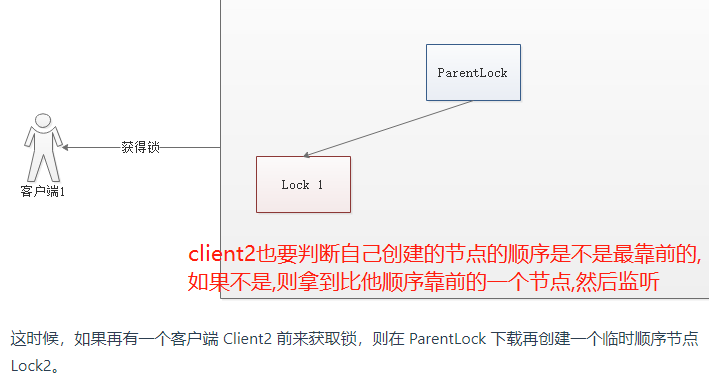 ParentLock
获得锁
Lock 1
客户端1
client2也要判断自己创建的节点的顺序是不是最靠前的,
如果不是,则拿到比他顺序靠前的一个节点,然后监听
这时候，如果再有一个客户端 Client2 前来获取锁，则在 ParentLock 下载再创建一个临时顺序节点
Lock2。